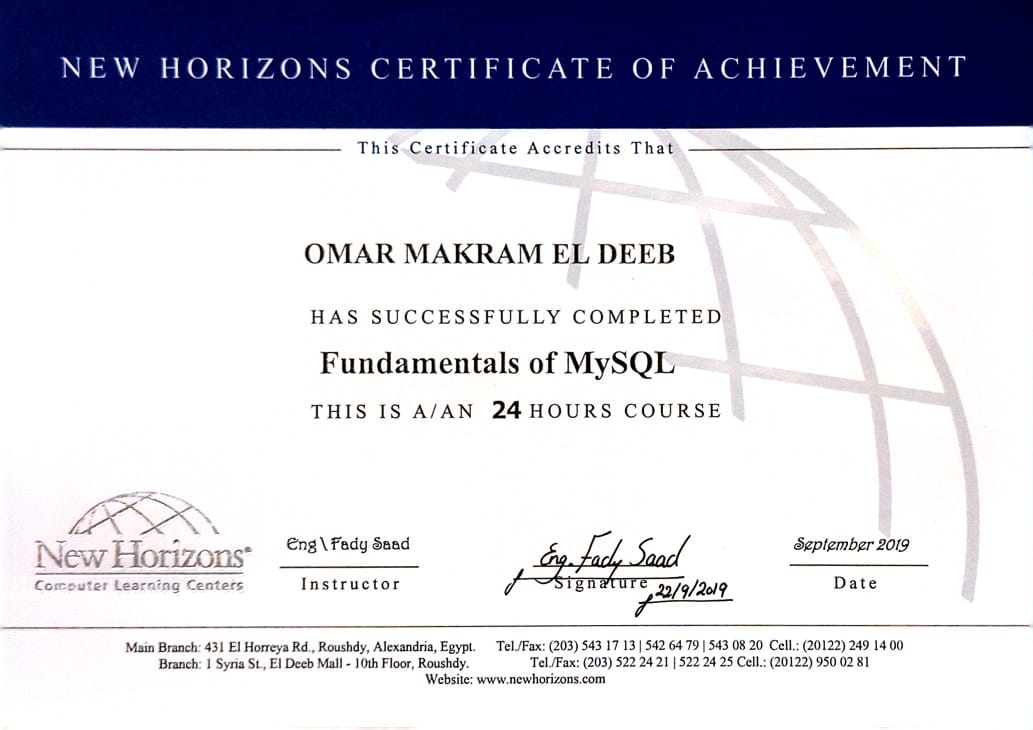 NEW HORIZONS CERTIFICATE OF ACHIEVEMENT
This Certificate Accredits That
OMAR MAKRAM EL DEEB
HAS SUCCESSFULLY COMPLETED
Fundamentals of MySQL
THIS IS A/AN 24 HOURS COURSE
New Horizons®
Computer Learning Centers
Eng \ Fady Saad
Instructor
Eng. Fady Saad
Signature
22/9/2019
September 2019
Date
Main Branch: 431 El Horreya Rd., Roushdy, Alexandria, Egypt. Tel./Fax: (203) 543 17 13 | 542 64 79 | 543 08 20 Cell.: (20122) 249 14 00
Branch: 1 Syria St., El Deeb Mall - 10th Floor, Roushdy. Tel./Fax: (203) 522 24 21 | 522 24 25 Cell.: (20122) 950 02 81
Website: www.newhorizons.com